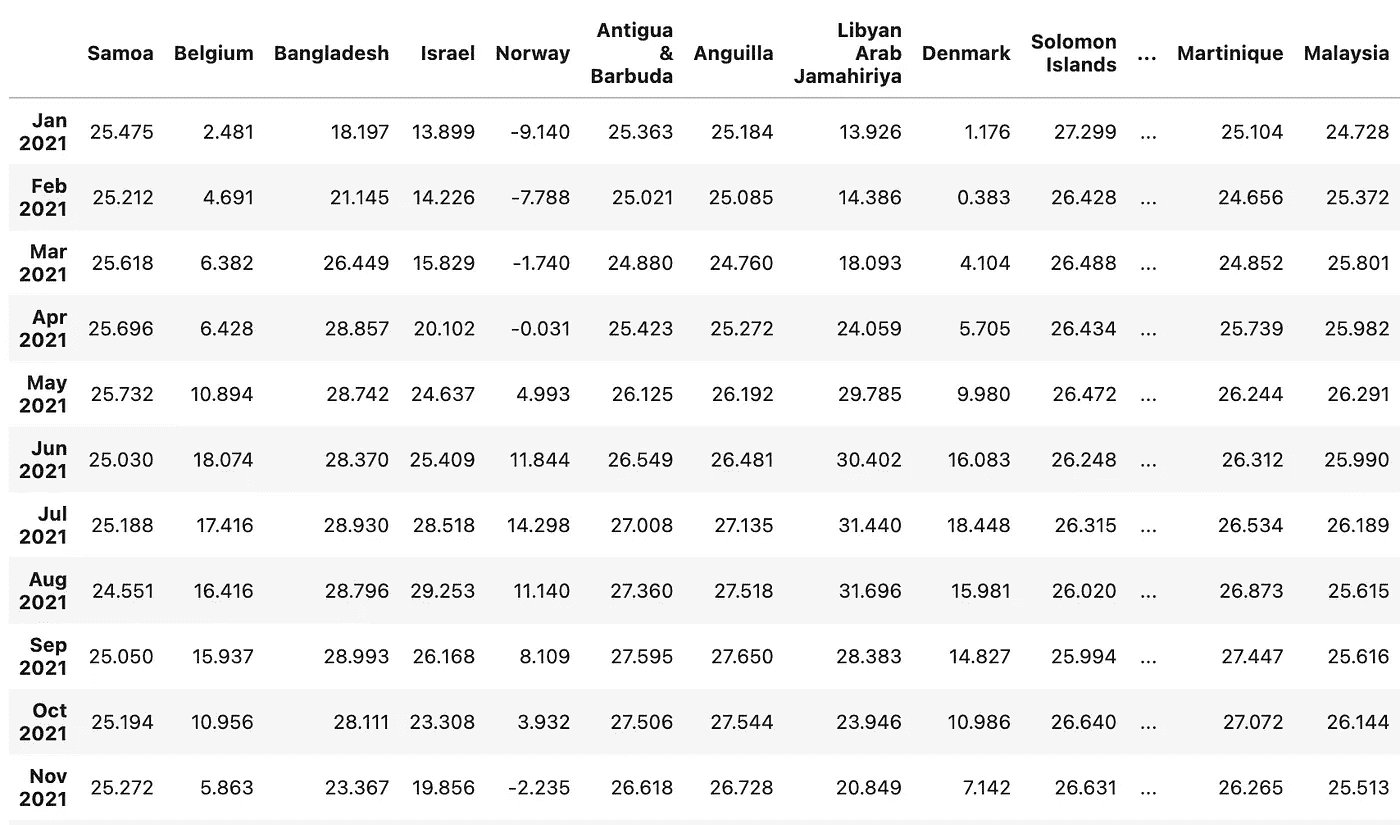 Samoa Belgium Bangladesh Israel Norway Antigua & Barbuda Anguilla Libyan Arab Jamahiriya Denmark Solomon Islands ... Martinique Malaysia
Jan 2021 25.475 2.481 18.197 13.899 -9.140 25.363 25.184 13.926 1.176 27.299 ... 25.104 24.728
Feb 2021 25.212 4.691 21.145 14.226 -7.788 25.021 25.085 14.386 0.383 26.428 ... 24.656 25.372
Mar 2021 25.618 6.382 26.449 15.829 -1.740 24.880 24.760 18.093 4.104 26.488 ... 24.852 25.801
Apr 2021 25.696 6.428 28.857 20.102 -0.031 25.423 25.272 24.059 5.705 26.434 ... 25.739 25.982
May 2021 25.732 10.894 28.742 24.637 4.993 26.125 26.192 29.785 9.980 26.472 ... 26.244 26.291
Jun 2021 25.030 18.074 28.370 25.409 11.844 26.549 26.481 30.402 16.083 26.248 ... 26.312 25.990
Jul 2021 25.188 17.416 28.930 28.518 14.298 27.008 27.135 31.440 18.448 26.315 ... 26.534 26.189
Aug 2021 24.551 16.416 28.796 29.253 11.140 27.360 27.518 31.696 15.981 26.020 ... 26.873 25.615
Sep 2021 25.050 15.937 28.993 26.168 8.109 27.595 27.650 28.383 14.827 25.994 ... 27.447 25.616
Oct 2021 25.194 10.956 28.111 23.308 3.932 27.506 27.544 23.946 10.986 26.640 ... 27.072 26.144
Nov 2021 25.272 5.863 23.367 19.856 -2.235 26.618 26.728 20.849 7.142 26.631 ... 26.265 25.513